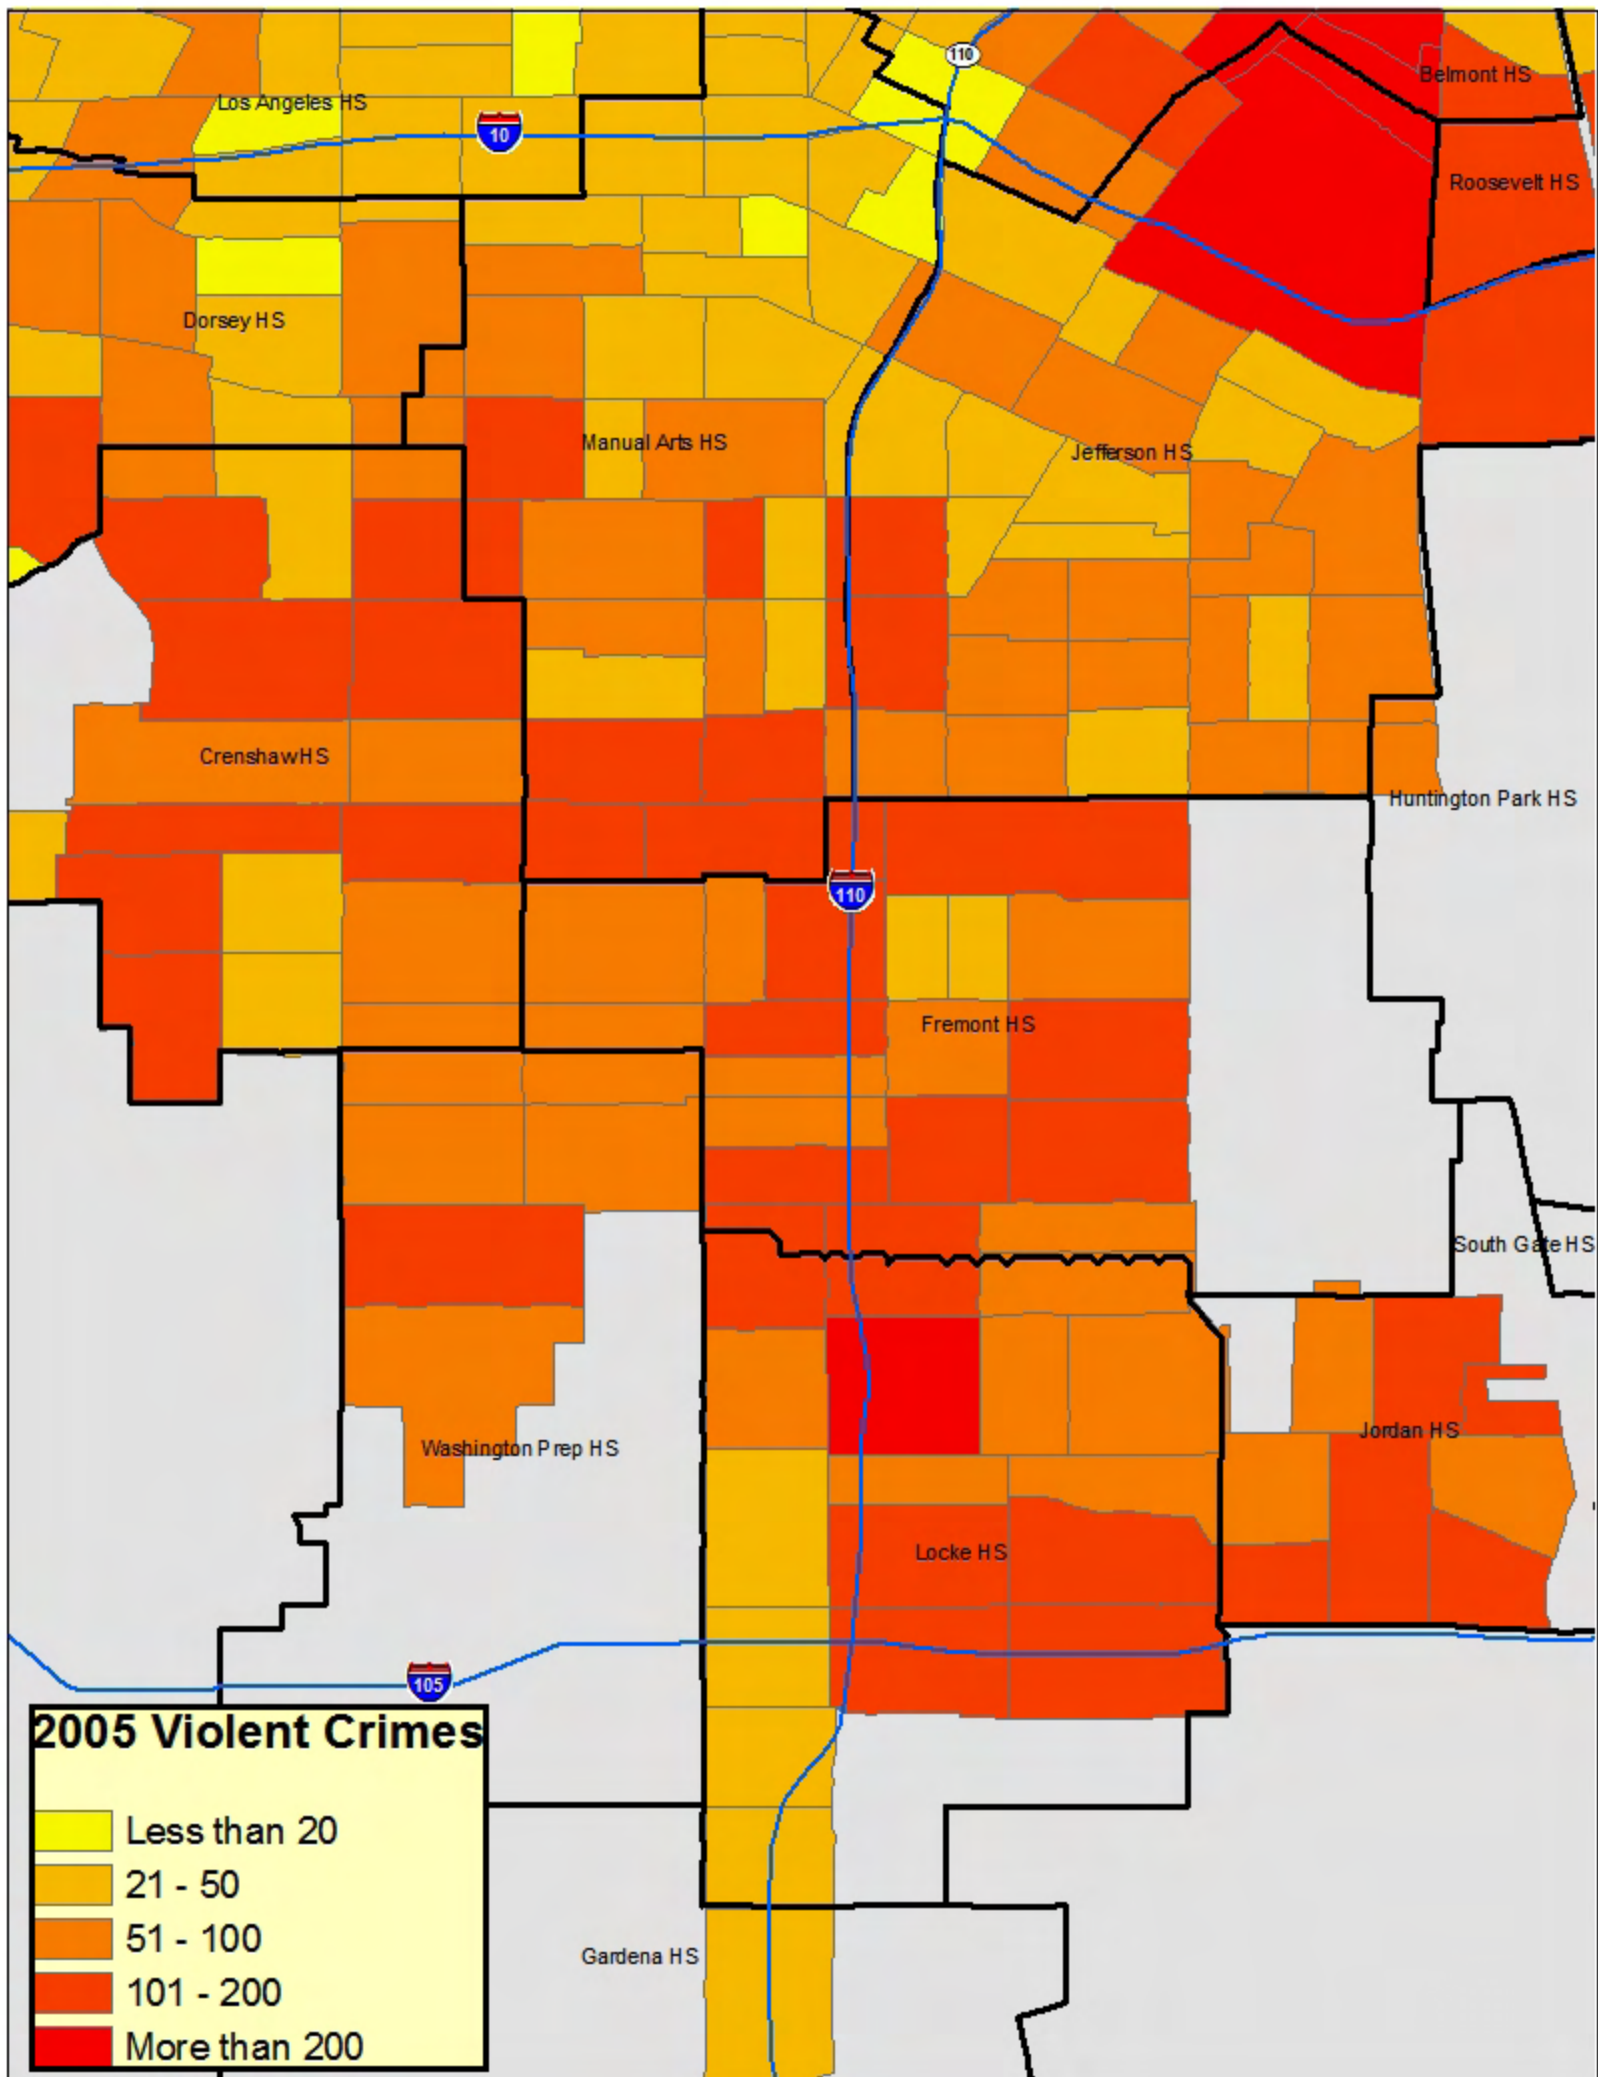 110
Belmont HS
Los Angeles HS
10
Roosevelt HS
Dorsey HS
Manual Arts HS
Jefferson HS
CrenshawHS
Huntington Park HS
110
Fremont HS
South Gate HS
Jordan HS
Washington Prep HS
Locke HS
105
2005 Violent Crimes
Less than 20
21 - 50
51 - 100
101 - 200
More than 200
Gardena HS